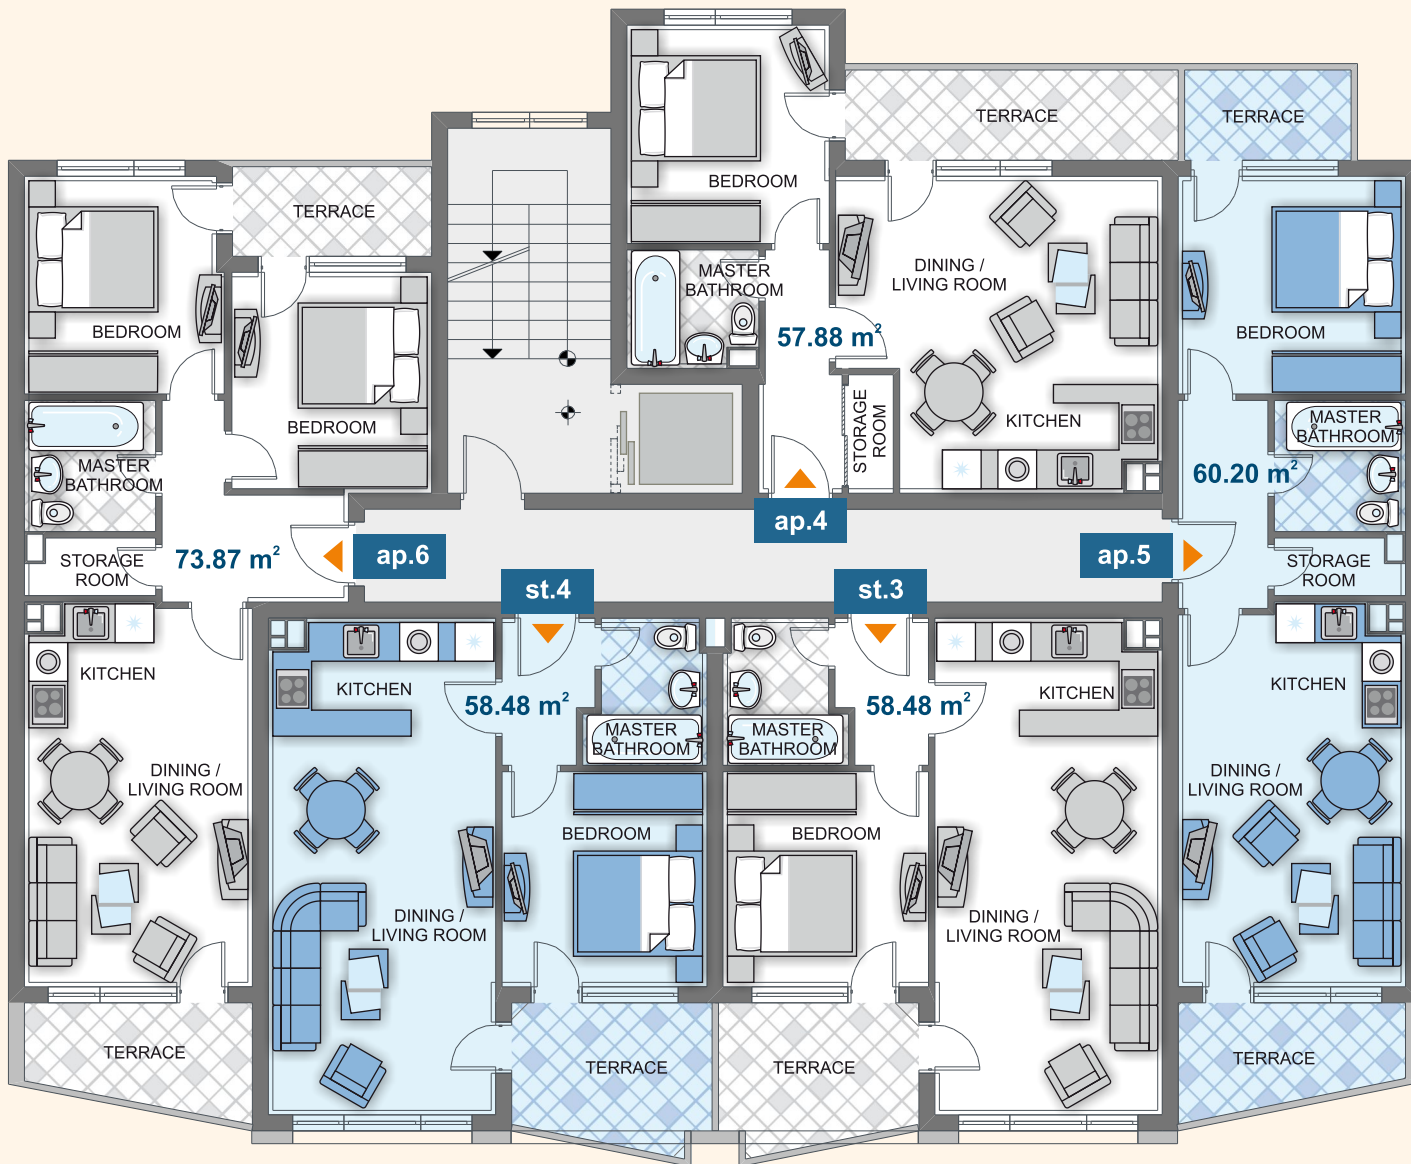 TERRACE
TERRACE
BEDROOM
TERRACE
MASTER
BATHROOM
DINING /
LIVING ROOM
57.88 m²
BEDROOM
BEDROOM
BEDROOM
KITCHEN
STORAGE
ROOM
MASTER
BATHROOM
MASTER
BATHROOM
60.20 m²
ap.4
73.87 m²
ap.6
ap.5
STORAGE
ROOM
STORAGE
ROOM
st.4
st.3
KITCHEN
KITCHEN
58.48 m²
58.48 m²
KITCHEN
KITCHEN
MASTER
BATHROOM
MASTER
BATHROOM
DINING /
LIVING ROOM
DINING /
LIVING ROOM
BEDROOM
BEDROOM
DINING /
LIVING ROOM
DINING /
LIVING ROOM
TERRACE
TERRACE
TERRACE
TERRACE